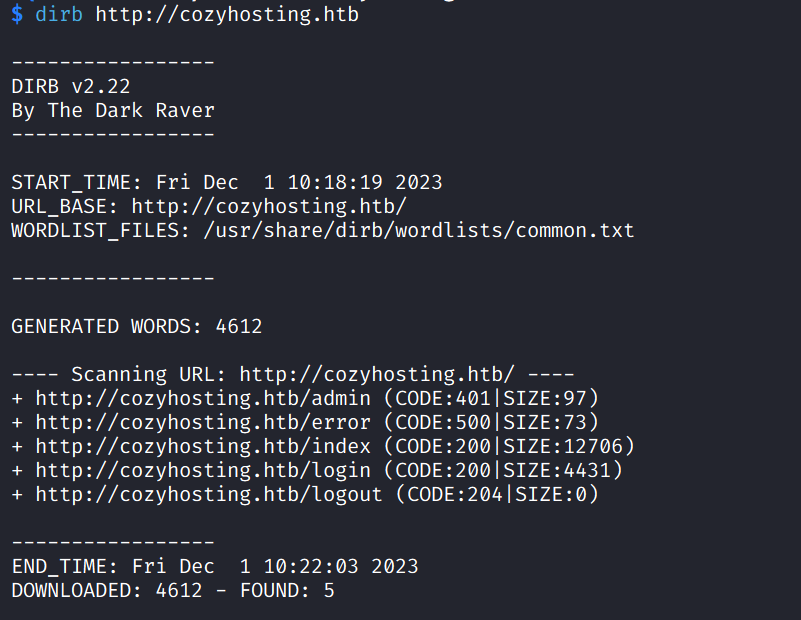 $ dirb http://cozyhosting.htb
-----------------
DIRB v2.22
By The Dark Raver
-----------------
START_TIME: Fri Dec  1 10:18:19 2023
URL_BASE: http://cozyhosting.htb/
WORDLIST_FILES: /usr/share/dirb/wordlists/common.txt
-----------------
GENERATED WORDS: 4612
---- Scanning URL: http://cozyhosting.htb/ ----
+ http://cozyhosting.htb/admin (CODE:401|SIZE:97)
+ http://cozyhosting.htb/error (CODE:500|SIZE:73)
+ http://cozyhosting.htb/index (CODE:200|SIZE:12706)
+ http://cozyhosting.htb/login (CODE:200|SIZE:4431)
+ http://cozyhosting.htb/logout (CODE:204|SIZE:0)
-----------------
END_TIME: Fri Dec  1 10:22:03 2023
DOWNLOADED: 4612 - FOUND: 5